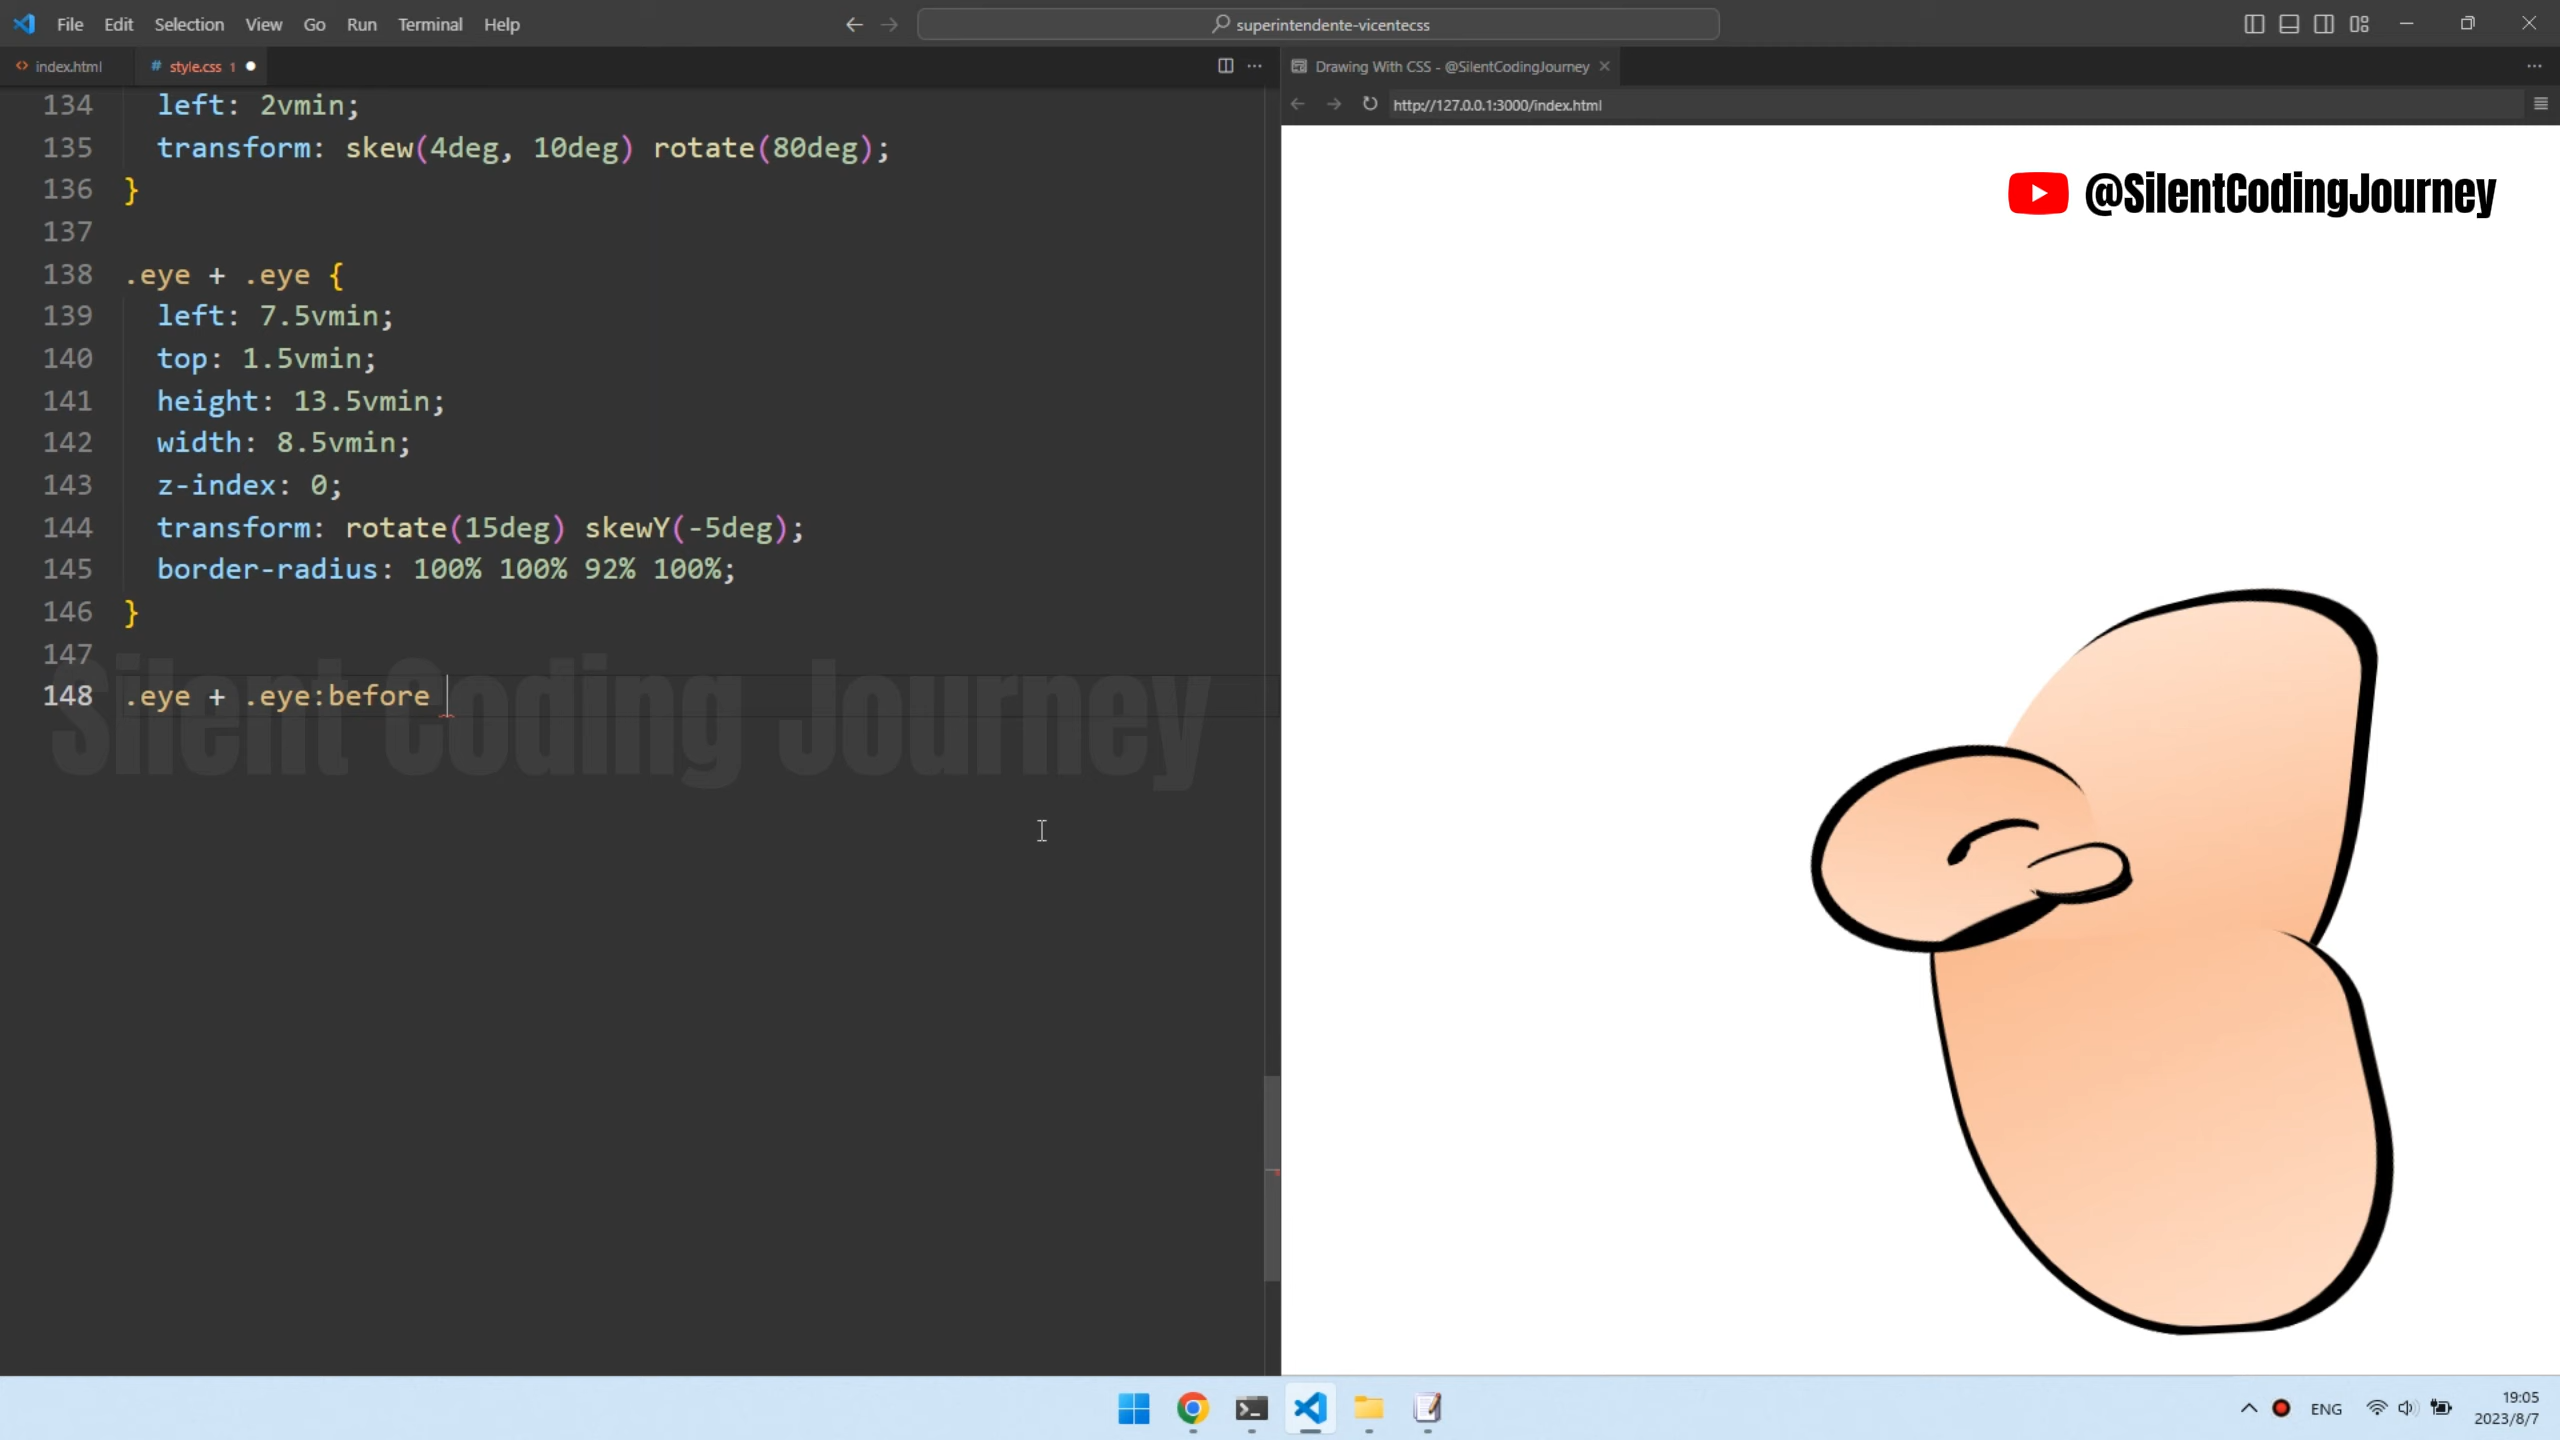 File Edit Selection View Go Run Terminal Help
superintendente-vicentecss
index.html
# style.css 1
Drawing With CSS - @SilentCodingJourney
http://127.0.0.1:3000/index.html
@SilentCodingJourney
134 left: 2vmin;
135 transform: skew(4deg, 10deg) rotate(80deg);
136 }
137
138 .eye + .eye {
139 left: 7.5vmin;
140 top: 1.5vmin;
141 height: 13.5vmin;
142 width: 8.5vmin;
143 z-index: 0;
144 transform: rotate(15deg) skewY(-5deg);
145 border-radius: 100% 100% 92% 100%;
146 }
147
148 .eye + .eye:before
Silent Coding Journey
ENG
19:05
2023/8/7